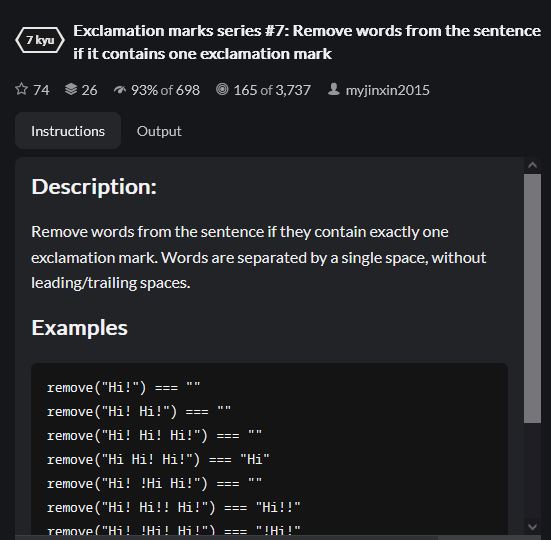 7 kyu
Exclamation marks series #7: Remove words from the sentence
if it contains one exclamation mark
74 26 93% of 698 165 of 3,737 myjinxin2015
Instructions Output
Description:
Remove words from the sentence if they contain exactly one
exclamation mark. Words are separated by a single space, without
leading/trailing spaces.
Examples
remove("Hi!") === ""
remove("Hi! Hi!") === ""
remove("Hi! Hi! Hi!") === ""
remove("Hi Hi! Hi!") === "Hi"
remove("Hi! !Hi Hi!") === ""
remove("Hi! Hi!! Hi!") === "Hi!!"
remove("Hi! !Hi! Hi!") === "!Hi!"